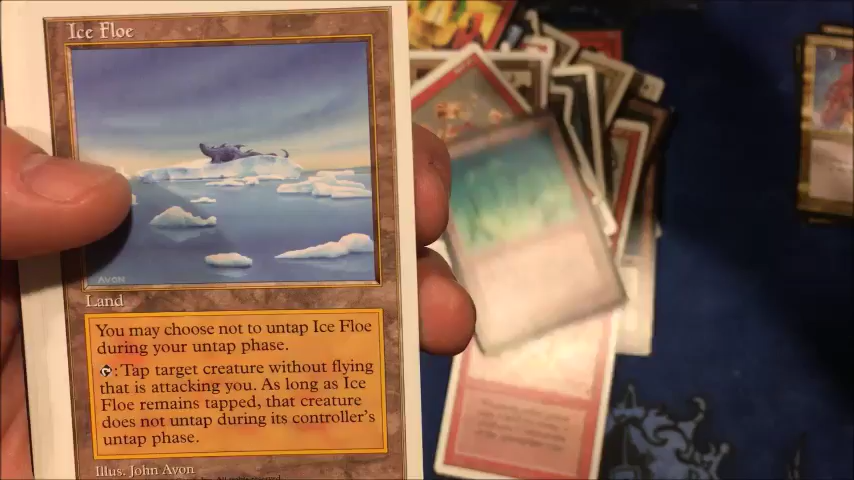 Ice Floe
AVON
Land
You may choose not to untap Ice Floe
during your untap phase.
: Tap target creature without flying
that is attacking you. As long as Ice
Floe remains tapped, that creature
does not untap during its controller's
untap phase.
Illus. John Avon